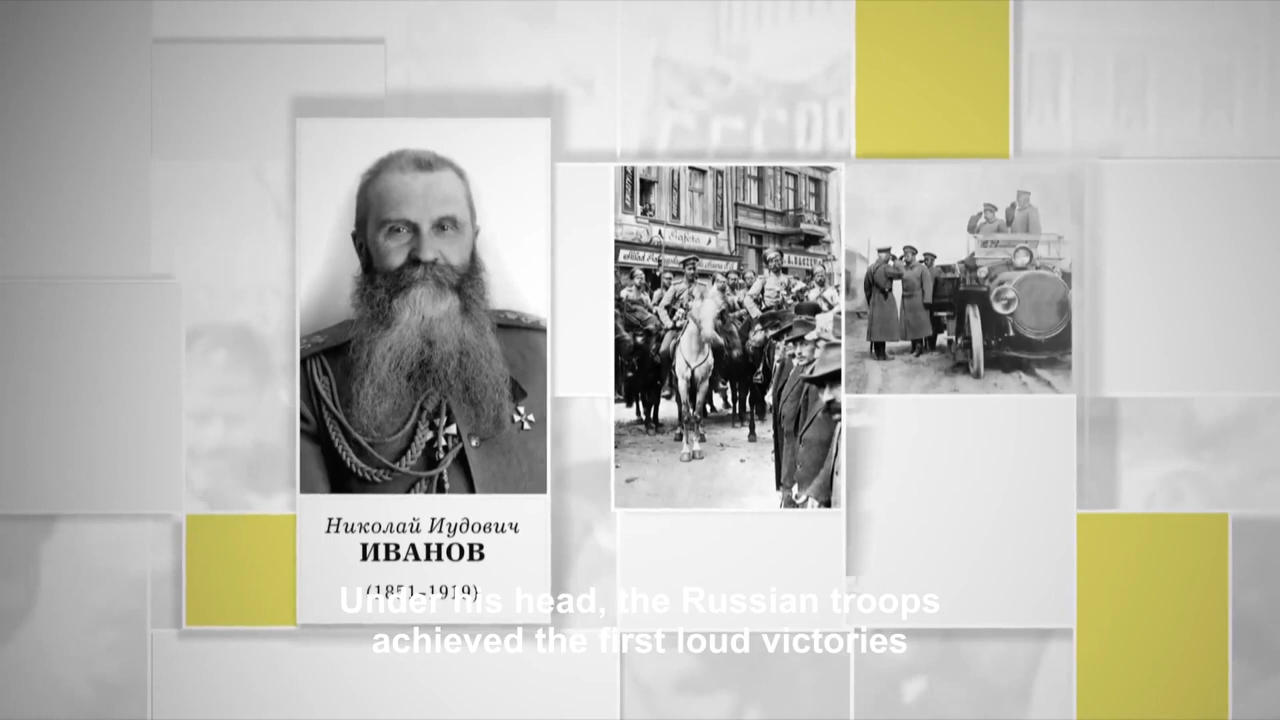 Николай Иудович
ИВАНОВ
(1851–1919)
Under his head, the Russian troops
achieved the first loud victories